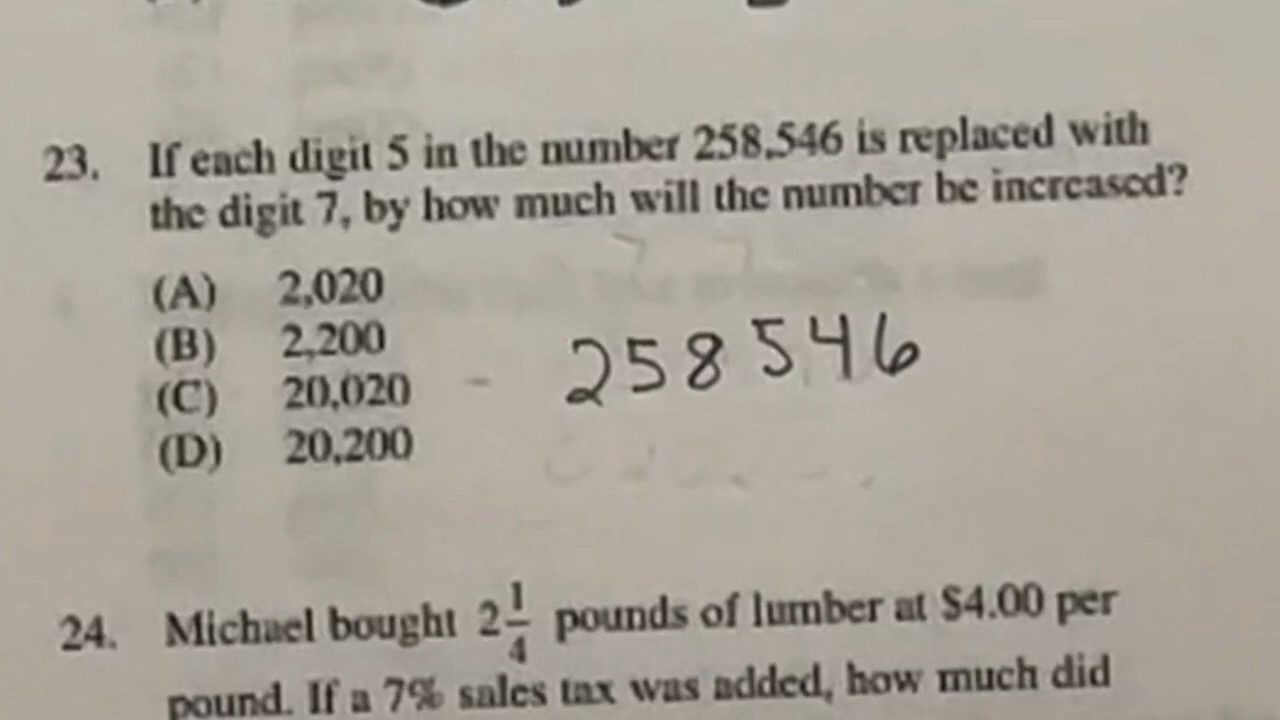 23. If each digit 5 in the number 258,546 is replaced with
the digit 7, by how much will the number be increased?
(A) 2,020
(B) 2,200
(C) 20,020
(D) 20,200
258546
24. Michael bought 2 1/4 pounds of lumber at $4.00 per
pound. If a 7% sales tax was added, how much did